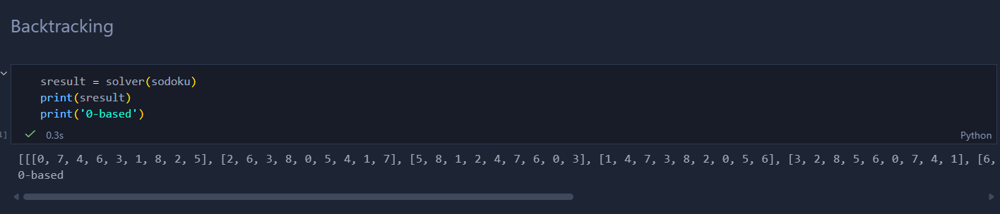 Backtracking
sresult = solver(sodoku)
print(sresult)
print('0-based')
0.3s
Python
[[[0, 7, 4, 6, 3, 1, 8, 2, 5], [2, 6, 3, 8, 0, 5, 4, 1, 7], [5, 8, 1, 2, 4, 7, 6, 0, 3], [1, 4, 7, 3, 8, 2, 0, 5, 6], [3, 2, 8, 5, 6, 0, 7, 4, 1], [6,
0-based